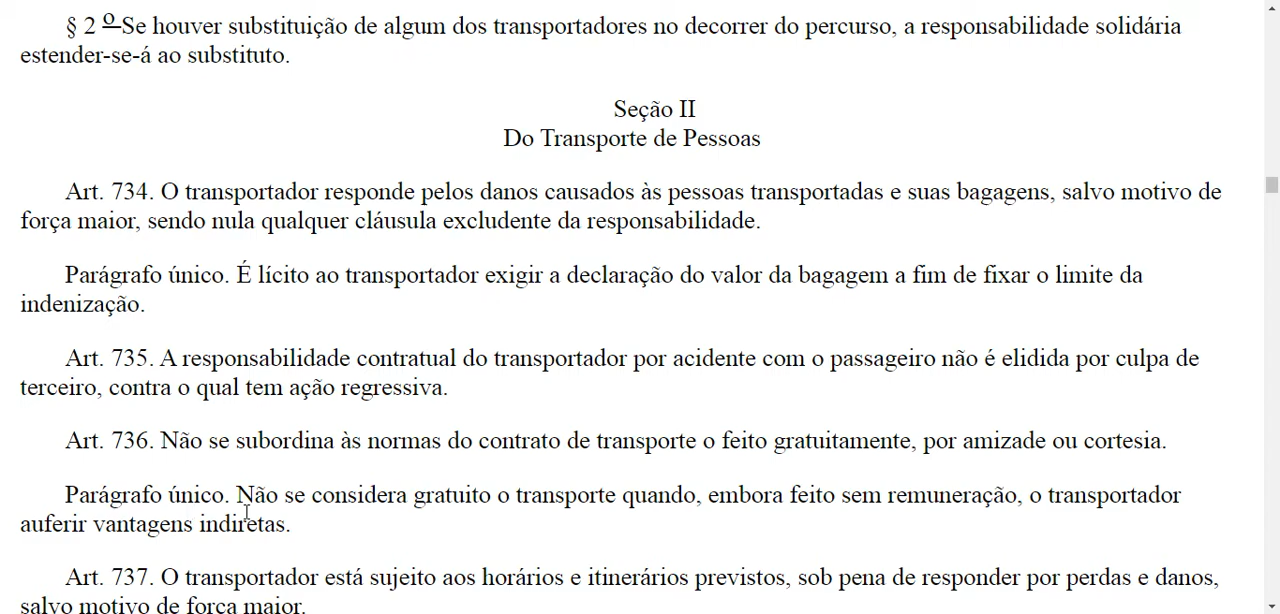 § 2 º Se houver substituição de algum dos transportadores no decorrer do percurso, a responsabilidade solidária
estender-se-á ao substituto.
Seção II
Do Transporte de Pessoas
Art. 734. O transportador responde pelos danos causados às pessoas transportadas e suas bagagens, salvo motivo de
força maior, sendo nula qualquer cláusula excludente da responsabilidade.
Parágrafo único. É lícito ao transportador exigir a declaração do valor da bagagem a fim de fixar o limite da
indenização.
Art. 735. A responsabilidade contratual do transportador por acidente com o passageiro não é elidida por culpa de
terceiro, contra o qual tem ação regressiva.
Art. 736. Não se subordina às normas do contrato de transporte o feito gratuitamente, por amizade ou cortesia.
Parágrafo único. Não se considera gratuito o transporte quando, embora feito sem remuneração, o transportador
auferir vantagens indiretas.
Art. 737. O transportador está sujeito aos horários e itinerários previstos, sob pena de responder por perdas e danos,
salvo motivo de força maior.